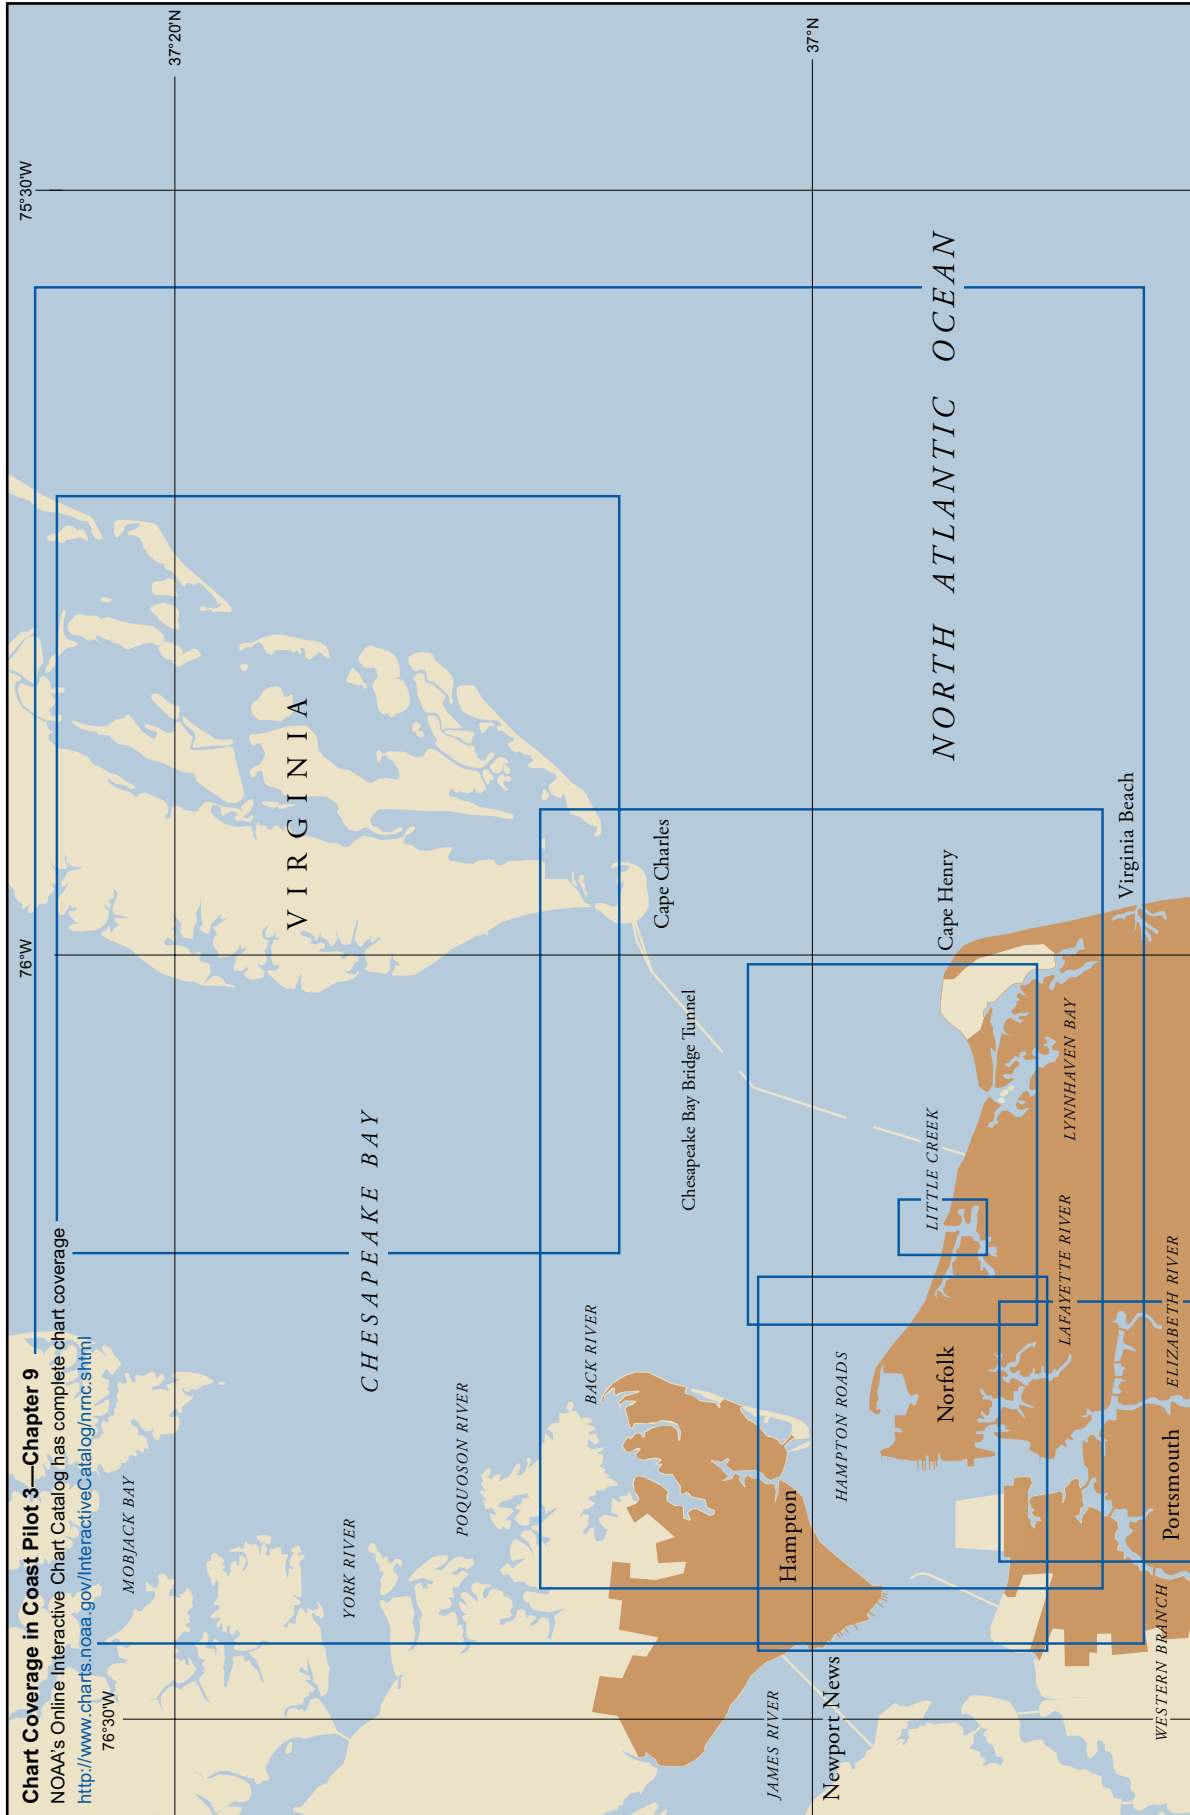 Chart Coverage in Coast Pilot 3—Chapter 9
NOAA's Online Interactive Chart Catalog has complete chart coverage
http://www.charts.noaa.gov/InteractiveCatalog/nrnc.shtml
76°30'W
76°W
75°30'W
37°20'N
37°N
MOBJACK BAY
VIRGINIA
YORK RIVER
CHESAPEAKE BAY
POQUOSON RIVER
BACK RIVER
Cape Charles
Chesapeake Bay Bridge Tunnel
JAMES RIVER
Hampton
Newport News
HAMPTON ROADS
LITTLE CREEK
Norfolk
Cape Henry
NORTH ATLANTIC OCEAN
LAFAYETTE RIVER
LYNNHAVEN BAY
Virginia Beach
WESTERN BRANCH
Portsmouth
ELIZABETH RIVER